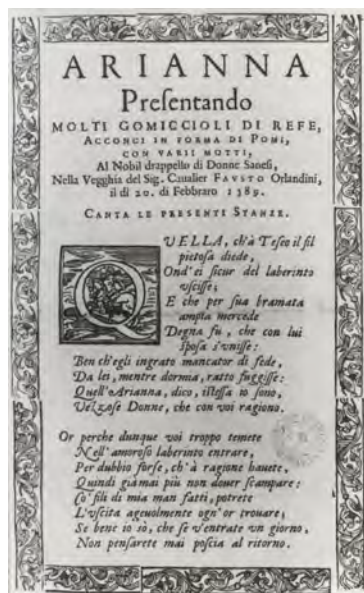 ARIANNA
Preſentando
MOLTI GOMICCIOLI DI REFE,
ACCONCI IN FORMA DI POMI,
CON VARII MOTTI,
Al Nobil drappello di Donne Saneſi,
Nella Vegghia del Sig. Caualier FAVSTO Orlandini,
il dì 20. di Febbraro 1589.
CANTA LE PRESENTI STANZE.
QVELLA, ch'à Teſeo il fil
pietoſa diede,
Ond'ei ſicur del laberinto
vſciſſe;
E che per ſua bramata
ampia mercede
Degna fù, che con lui
ſpoſa s'vniſſe:
Ben ch'egli ingrato mancator di fede,
Da lei, mentre dormia, ratto fuggiſſe:
Quell'Arianna, dico, iſteſſa io ſono,
Vezzoſe Donne, che con voi ragiono.
Or perche dunque voi troppo temete
Nell'amoroſo laberinto entrare,
Per dubbio forſe, ch'à ragione hauete,
Quindi giámai più non douer ſcampare:
Co' fili di mia man fatti, potrete
L'vſcita ageuolmente ogn'or trouare;
Se bene io sò, che ſe v'entrate vn giorno,
Non penſarete mai poſcia al ritorno.